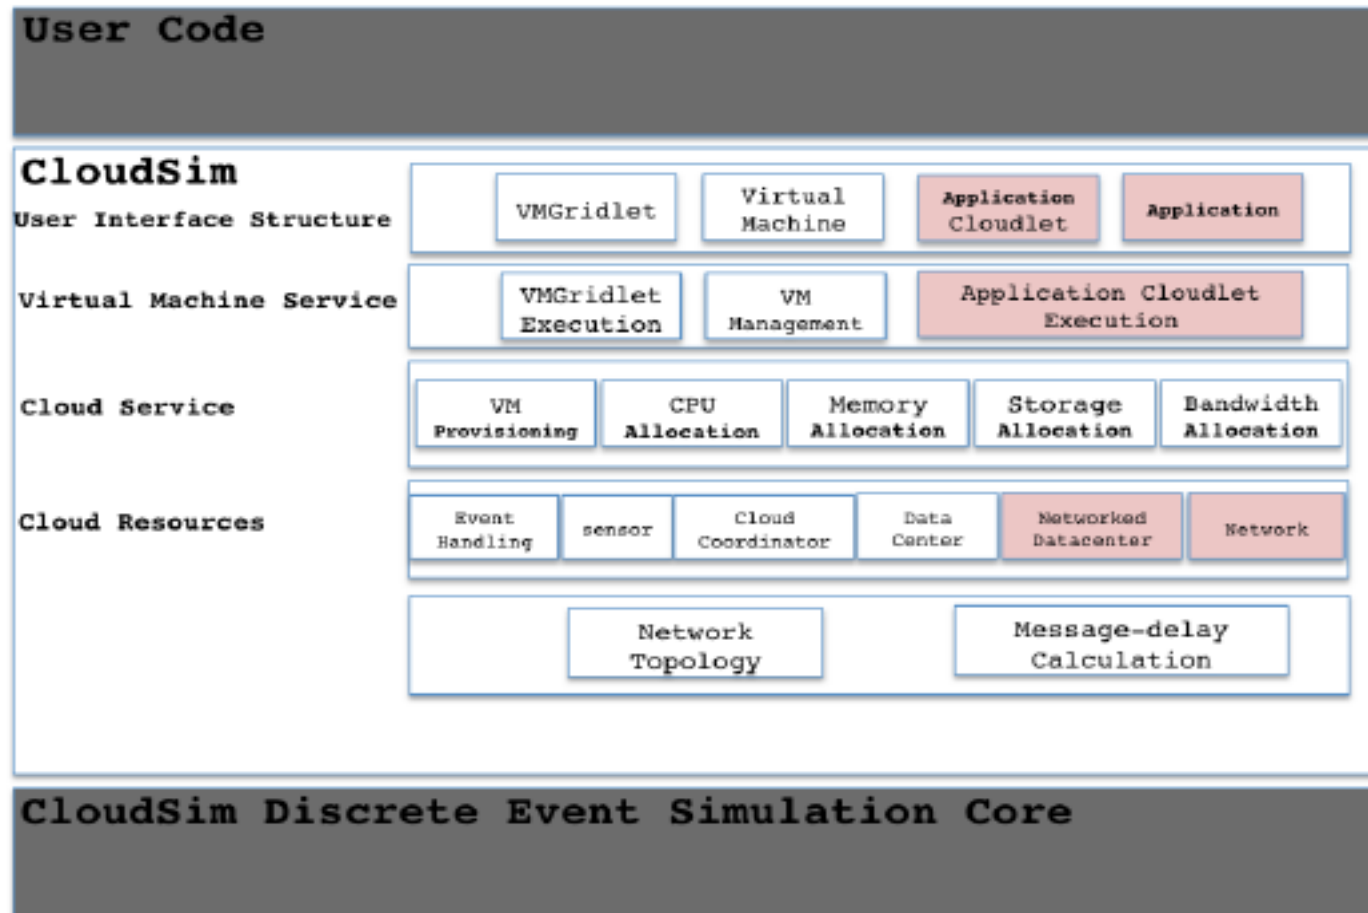 User Code
CloudSim
User Interface Structure
VMGridlet
Virtual
Machine
Application
Cloudlet
Application
Virtual Machine Service
VMGridlet
Execution
VM
Management
Application Cloudlet
Execution
Cloud Service
VM
Provisioning
CPU
Allocation
Memory
Allocation
Storage
Allocation
Bandwidth
Allocation
Cloud Resources
Event
Handling
sensor
Cloud
Coordinator
Data
Center
Networked
Datacenter
Network
Network
Topology
Message-delay
Calculation
CloudSim Discrete Event Simulation Core